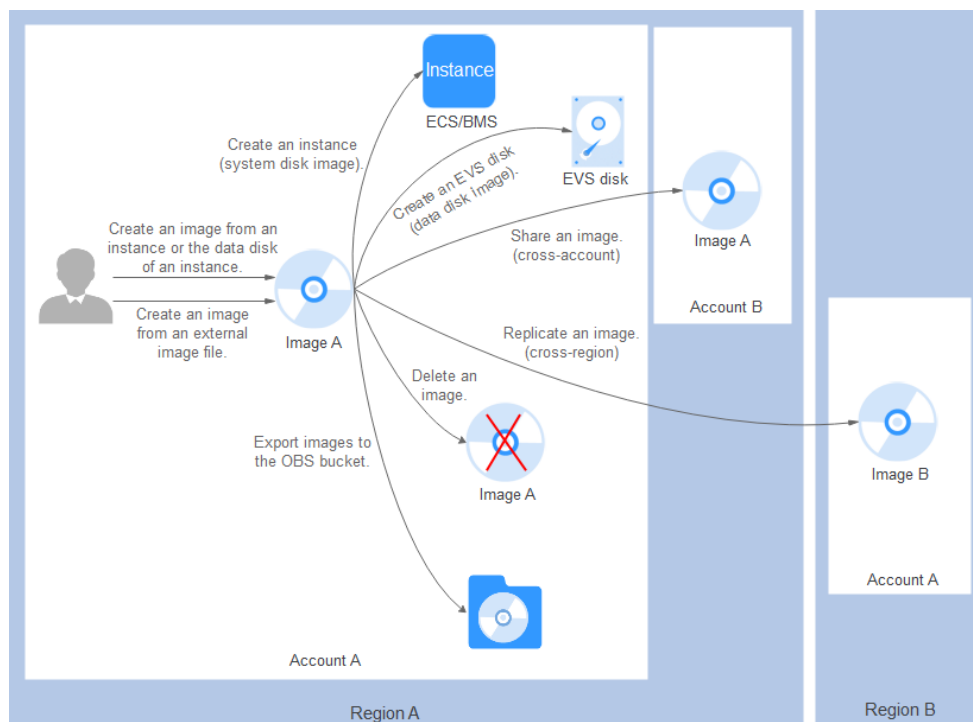 Instance
ECS/BMS
Create an instance
(system disk image).
Create an EVS disk
(data disk image).
EVS disk
Create an image from an
instance or the data disk
of an instance.
Create an image
from an external
image file.
Image A
Share an image.
(cross-account)
Image A
Account B
Replicate an image.
(cross-region)
Delete an
image.
Image A
Export images to
the OBS bucket.
Account A
Region A
Image B
Account A
Region B